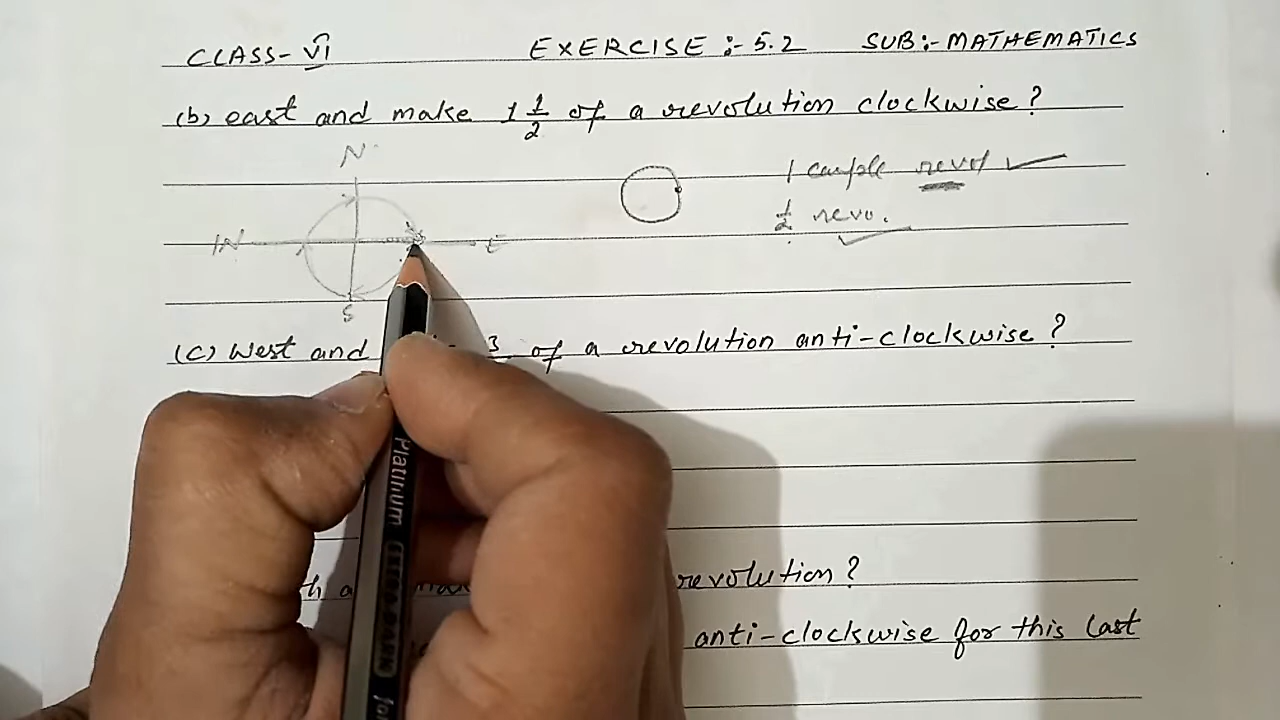 CLASS-VI EXERCISE :- 5.2 SUB:- MATHEMATICS
(b) east and make 1 1/2 of a revolution clockwise?
N
1 comple revol
1/2 revo.
W E
S
(c) West and 3 of a revolution anti-clockwise?
revolution?
anti-clockwise for this last
Platinum